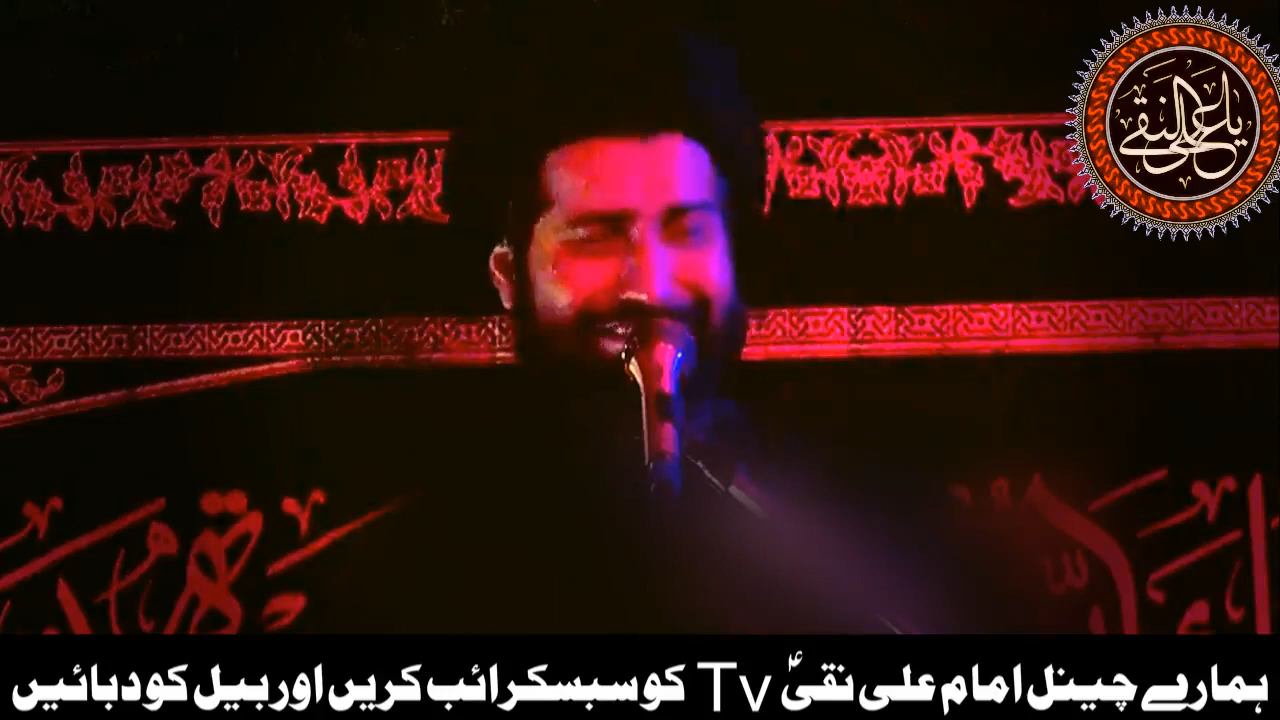 یا علی النقی
ہمارے چینل امام علی نقیؑ Tv کو سبسکرائب کریں اور بیل کو دبائیں